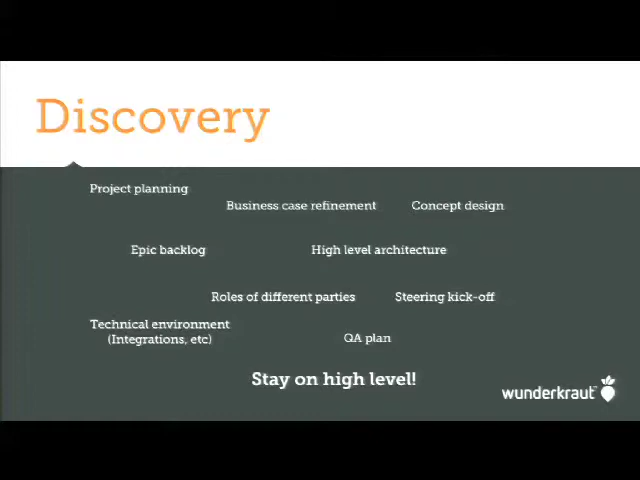 Discovery
Project planning
Business case refinement
Concept design
Epic backlog
High level architecture
Roles of different parties
Steering kick-off
Technical environment
(Integrations, etc)
QA plan
Stay on high level!
wunderkraut